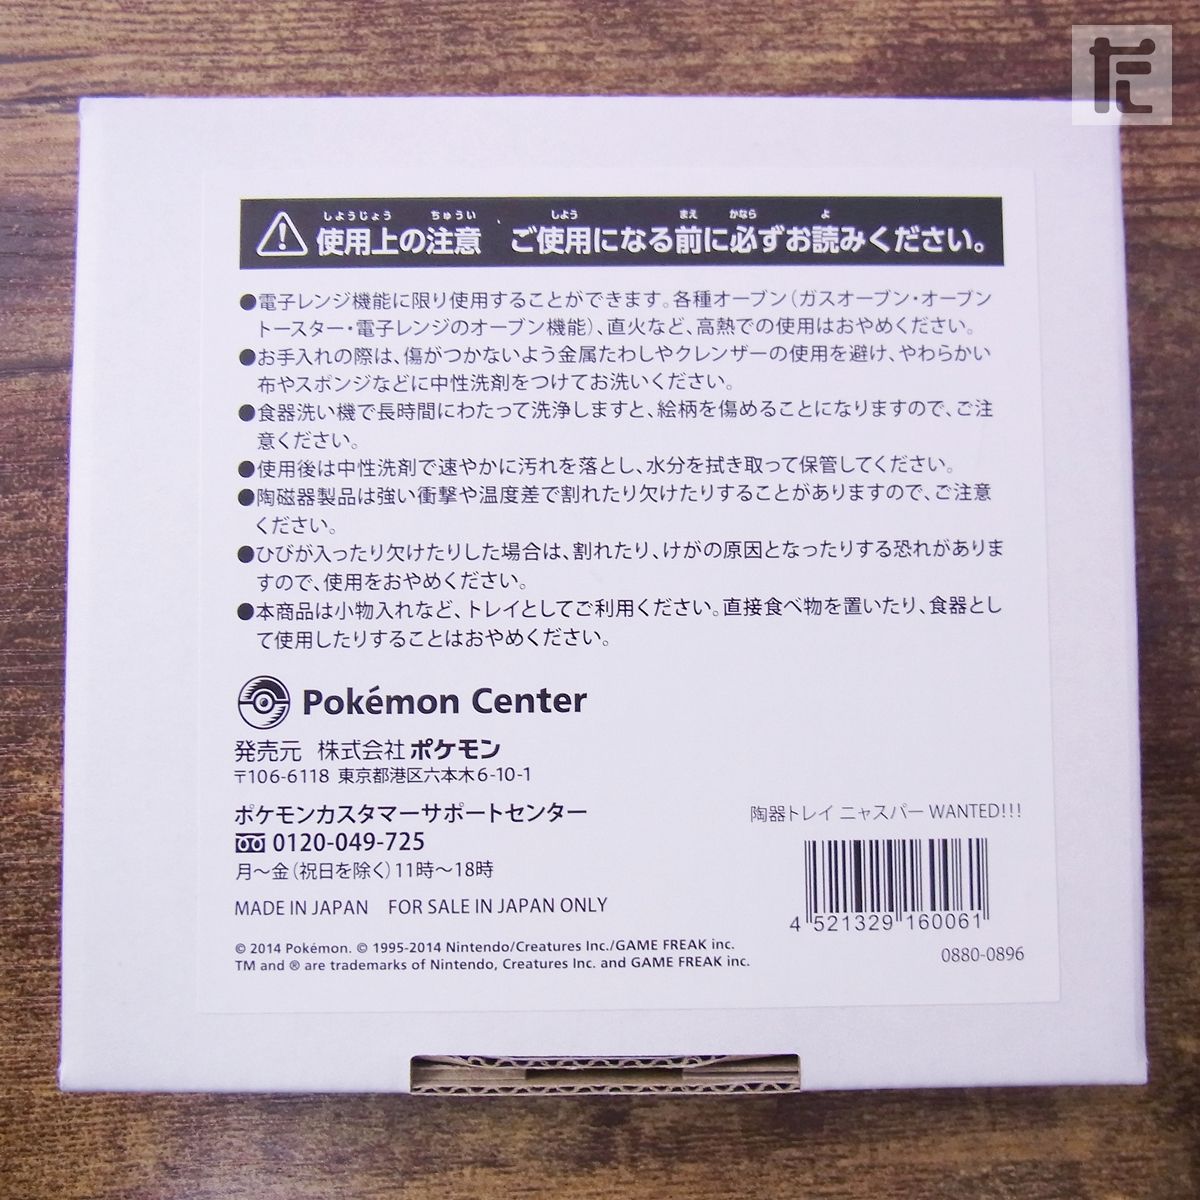 しようじょう ちゅうい しよう まえ かなら よ
使用上の注意 ご使用になる前に必ずお読みください。
●電子レンジ機能に限り使用することができます。各種オーブン(ガスオーブン・オーブン
トースター・電子レンジのオーブン機能)、直火など、高熱での使用はおやめください。
●お手入れの際は、傷がつかないよう金属たわしやクレンザーの使用を避け、やわらかい
布やスポンジなどに中性洗剤をつけてお洗いください。
●食器洗い機で長時間にわたって洗浄しますと、絵柄を傷めることになりますので、ご注
意ください。
●使用後は中性洗剤で速やかに汚れを落とし、水分を拭き取って保管してください。
●陶磁器製品は強い衝撃や温度差で割れたり欠けたりすることがありますので、ご注意
ください。
●ひびが入ったり欠けたりした場合は、割れたり、けがの原因となったりする恐れがありま
すので、使用をおやめください。
●本商品は小物入れなど、トレイとしてご利用ください。直接食べ物を置いたり、食器とし
て使用したりすることはおやめください。
Pokémon Center
発売元 株式会社ポケモン
〒106-6118 東京都港区六本木6-10-1
ポケモンカスタマーサポートセンター
0120-049-725
月〜金(祝日を除く)11時〜18時
MADE IN JAPAN FOR SALE IN JAPAN ONLY
© 2014 Pokémon. © 1995-2014 Nintendo/Creatures Inc./GAME FREAK inc.
TM and ® are trademarks of Nintendo, Creatures Inc. and GAME FREAK inc.
陶器トレイ ニャスパー WANTED!!!
4 521329 160061
0880-0896